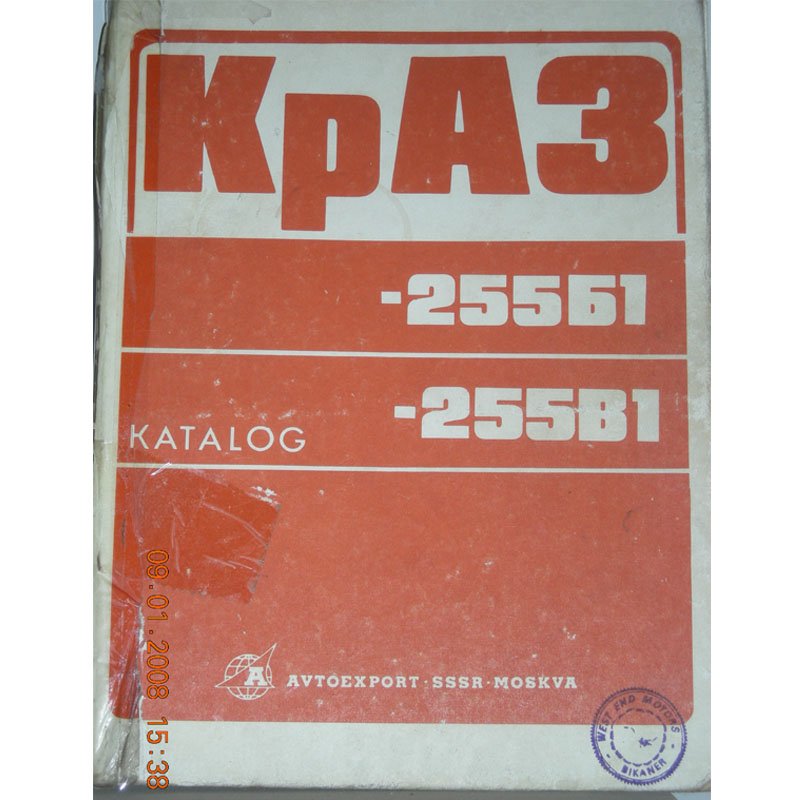 КрАЗ
-255Б1
-255В1
KATALOG
A
AVTOEXPORT·SSSR·MOSKVA
WEST END MOTORS
BIKANER
09.01.2008 15:38